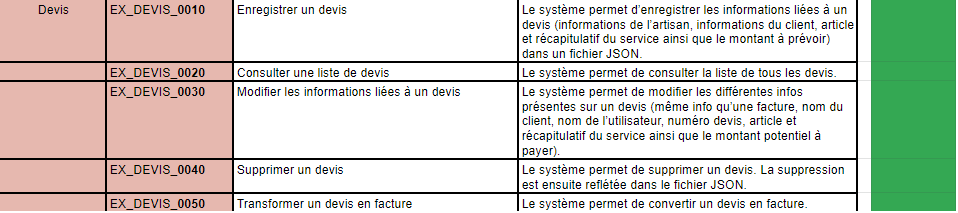 Devis EX_DEVIS_0010 Enregistrer un devis Le système permet d'enregistrer les informations liées à un
devis (informations de l'artisan, informations du client, article
et récapitulatif du service ainsi que le montant à prévoir)
dans un fichier JSON.
EX_DEVIS_0020 Consulter une liste de devis Le système permet de consulter la liste de tous les devis.
EX_DEVIS_0030 Modifier les informations liées à un devis Le système permet de modifier les différentes infos
présentes sur un devis (même info qu'une facture, nom du
client, nom de l'utilisateur, numéro devis, article et
récapitulatif du service ainsi que le montant potentiel à
payer).
EX_DEVIS_0040 Supprimer un devis Le système permet de supprimer un devis. La suppression
est ensuite reflétée dans le fichier JSON.
EX_DEVIS_0050 Transformer un devis en facture Le système permet de convertir un devis en facture.